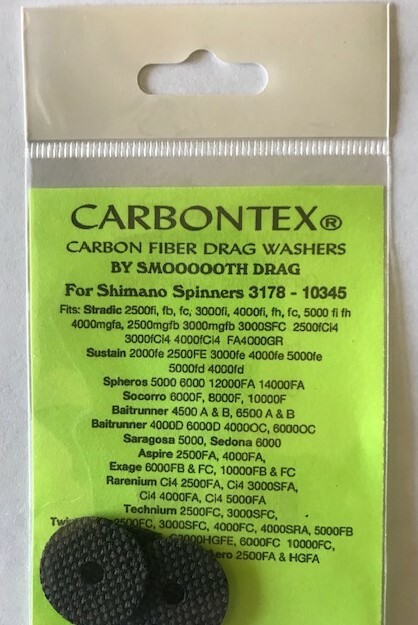 CARBONTEX®
CARBON FIBER DRAG WASHERS
BY SMOOOOOTH DRAG
For Shimano Spinners 3178 - 10345
Fits: Stradic 2500fi, fb, fc, 3000fi, 4000fi, fh, fc, 5000 fi fh
4000mgfa, 2500mgfb 3000mgfb 3000SFC 2500fCi4
3000fCi4 4000fCi4 FA4000GR
Sustain 2000fe 2500FE 3000fe 4000fe 5000fe
5000fd 4000fd
Spheros 5000 6000 12000FA 14000FA
Socorro 6000F, 8000F, 10000F
Baitrunner 4500 A & B, 6500 A & B
Baitrunner 4000D 6000D 4000OC, 6000OC
Saragosa 5000, Sedona 6000
Aspire 2500FA, 4000FA,
Exage 6000FB & FC, 10000FB & FC
Rarenium Ci4 2500FA, Ci4 3000SFA,
Ci4 4000FA, Ci4 5000FA
Technium 2500FC, 3000SFC,
2500FC, 3000SFC, 4000FC, 4000SRA, 5000FB
C3000HGFE, 6000FC 10000FC,
2500FA & HGFA